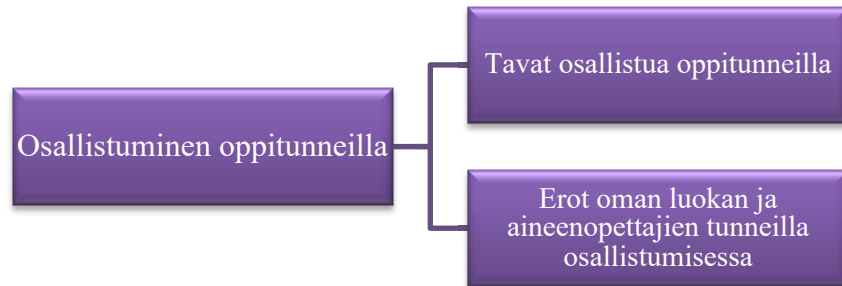 Osallistuminen oppitunneilla
Tavat osallistua oppitunneilla
Erot oman luokan ja
aineenopettajien tunneilla
osallistumisessa